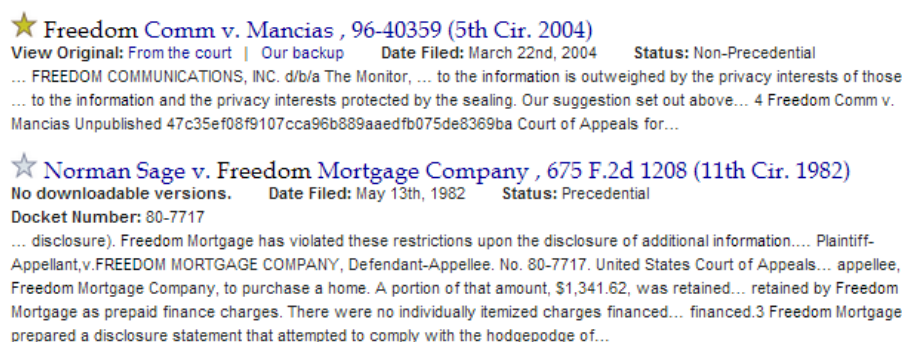 Freedom Comm v. Mancias , 96-40359 (5th Cir. 2004)
View Original: From the court | Our backup Date Filed: March 22nd, 2004 Status: Non-Precedential
... FREEDOM COMMUNICATIONS, INC. d/b/a The Monitor, ... to the information is outweighed by the privacy interests of those
... to the information and the privacy interests protected by the sealing. Our suggestion set out above... 4 Freedom Comm v.
Mancias Unpublished 47c35ef08f9107cca96b889aaedfb075de8369ba Court of Appeals for...
Norman Sage v. Freedom Mortgage Company , 675 F.2d 1208 (11th Cir. 1982)
No downloadable versions. Date Filed: May 13th, 1982 Status: Precedential
Docket Number: 80-7717
... disclosure). Freedom Mortgage has violated these restrictions upon the disclosure of additional information.... Plaintiff-
Appellant,v.FREEDOM MORTGAGE COMPANY, Defendant-Appellee. No. 80-7717. United States Court of Appeals... appellee,
Freedom Mortgage Company, to purchase a home. A portion of that amount, $1,341.62, was retained... retained by Freedom
Mortgage as prepaid finance charges. There were no individually itemized charges financed... financed.3 Freedom Mortgage
prepared a disclosure statement that attempted to comply with the hodgepodge of...